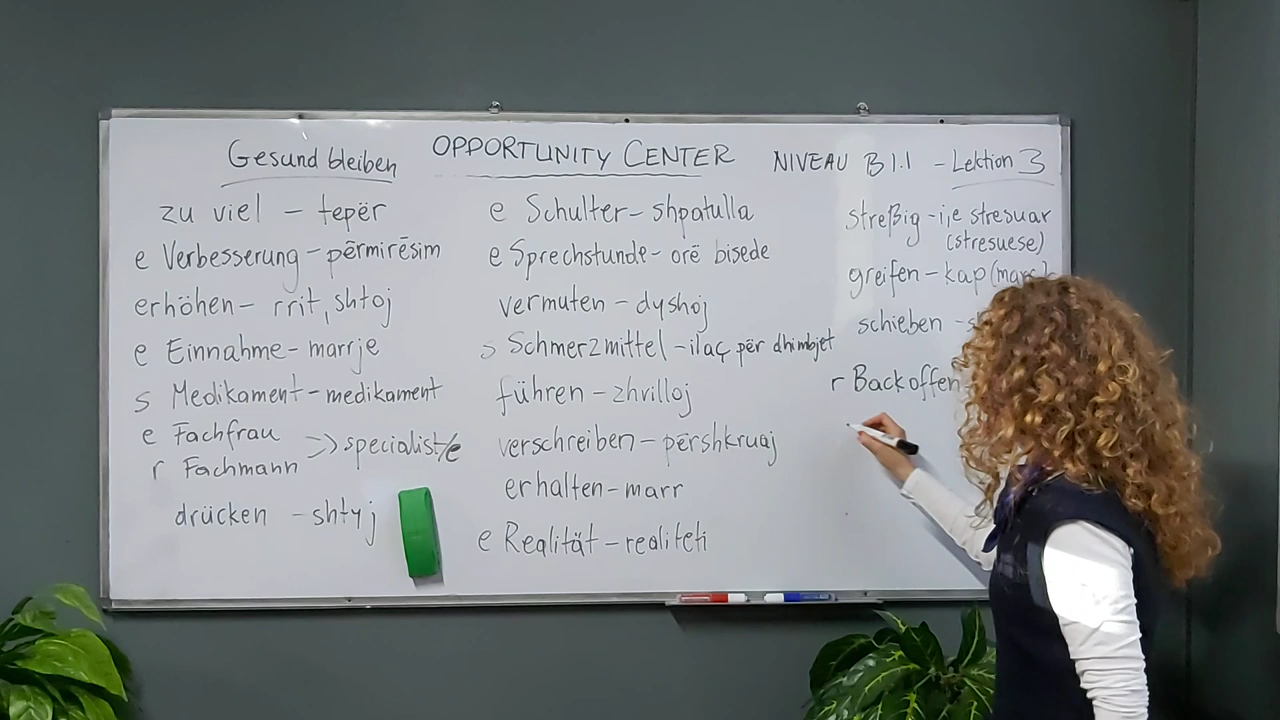 Gesund bleiben
OPPORTUNITY CENTER
NIVEAU B1.1 - Lektion 3
zu viel - tepër
e Verbesserung - përmirësim
erhöhen - rrit, shtoj
e Einnahme - marrje
s Medikament - medikament
e Fachfrau
r Fachmann
=> specialist/e
drücken - shtyj
e Schulter - shpatulla
e Sprechstunde - orë bisede
vermuten - dyshoj
s Schmerzmittel - ilaç për dhimbjet
führen - zhvilloj
verschreiben - përshkruaj
erhalten - marr
e Realität - realiteti
streßig - i,e stresuar
(stresuese)
greifen - kap
schieben -
r Backoffen